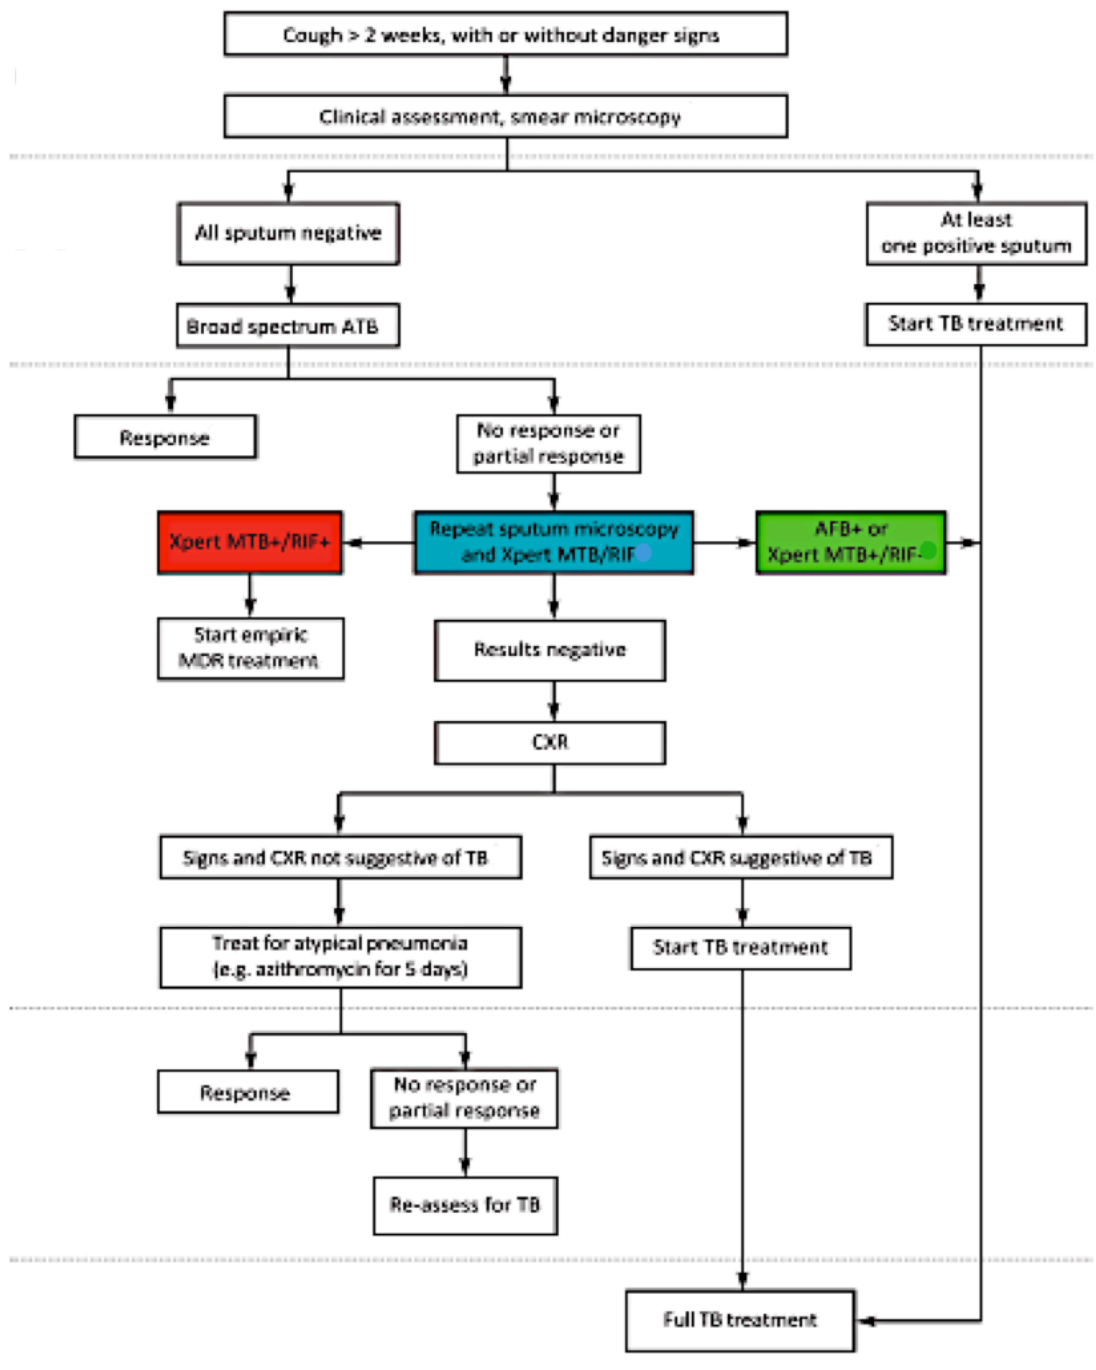 Cough > 2 weeks, with or without danger signs
Clinical assessment, smear microscopy
All sputum negative
At least
one positive sputum
Broad spectrum ATB
Start TB treatment
Response
No response or
partial response
Xpert MTB+/RIF+
Repeat sputum microscopy
and Xpert MTB/RIF
AFB+ or
Xpert MTB+/RIF-
Start empiric
MDR treatment
Results negative
CXR
Signs and CXR not suggestive of TB
Signs and CXR suggestive of TB
Treat for atypical pneumonia
(e.g. azithromycin for 5 days)
Start TB treatment
Response
No response or
partial response
Re-assess for TB
Full TB treatment